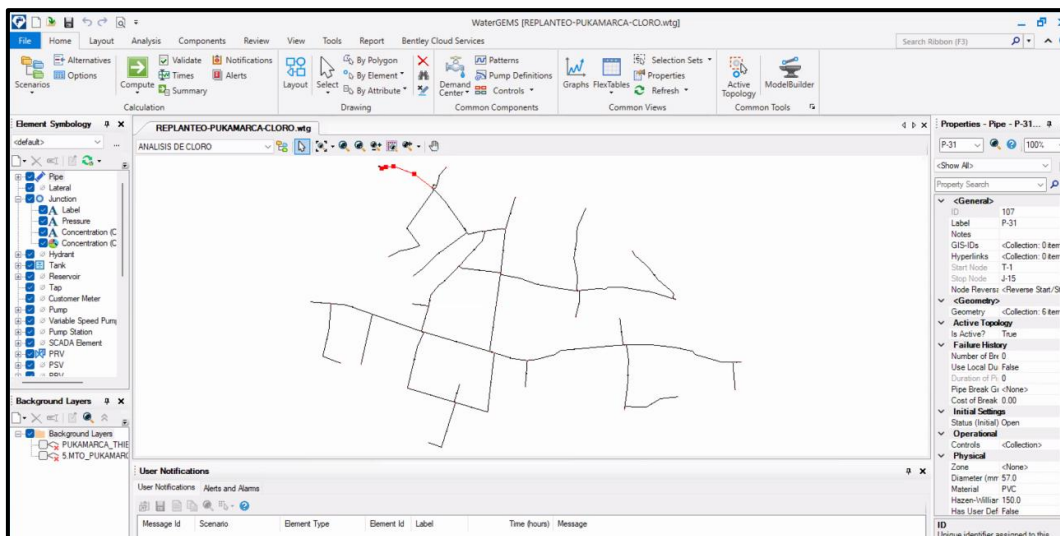 WaterGEMS [REPLANTEO-PUKAMARCA-CLORO.wtg]
File Home Layout Analysis Components Review View Tools Report Bentley Cloud Services Search Ribbon (F3)
Scenarios
Alternatives
Options
Compute
Validate
Times
Summary
Notifications
Alerts
Calculation
Layout
Select
By Polygon
By Element
By Attribute
Drawing
Demand Center
Patterns
Pump Definitions
Controls
Common Components
Graphs
FlexTables
Selection Sets
Properties
Refresh
Common Views
Active Topology
ModelBuilder
Common Tools
Element Symbology
<default>
Pipe
Lateral
Junction
Label
Pressure
Concentration (C
Concentration (C
Hydrant
Tank
Reservoir
Tap
Customer Meter
Pump
Variable Speed Pump
Pump Station
SCADA Element
PRV
PSV
Background Layers
Background Layers
PUKAMARCA_THIE
5.MTO_PUKAMARC
REPLANTEO-PUKAMARCA-CLORO.wtg
ANALISIS DE CLORO
User Notifications
User Notifications Alerts and Alarms
Message Id Scenario Element Type Element Id Label Time (hours) Message
Properties - Pipe - P-31...
P-31 100%
<Show All>
Property Search
<General>
ID 107
Label P-31
Notes
GIS-IDs <Collection: 0 item
Hyperlinks <Collection: 0 item
Start Node T-1
Stop Node J-15
Node Reversa <Reverse Start/St
<Geometry>
Geometry <Collection: 6 item
Active Topology
Is Active? True
Failure History
Number of Bre 0
Use Local Du False
Duration of Pi 0
Pipe Break Gr <None>
Cost of Break 0.00
Initial Settings
Status (Initial) Open
Operational
Controls <Collection>
Physical
Zone <None>
Diameter (mm 57.0
Material PVC
Hazen-Williar 150.0
Has User Def False
ID
Unique identifier assigned to this